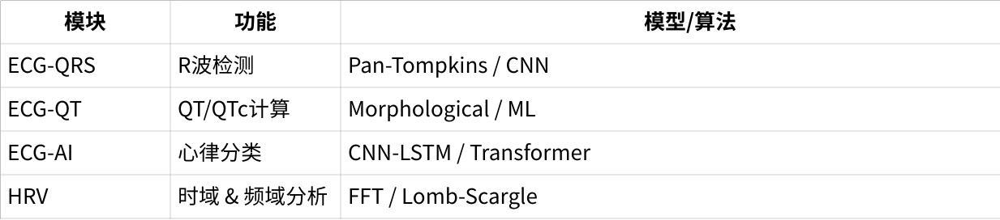 模块 功能 模型/算法
ECG-QRS R波检测 Pan-Tompkins / CNN
ECG-QT QT/QTc计算 Morphological / ML
ECG-AI 心律分类 CNN-LSTM / Transformer
HRV 时域 & 频域分析 FFT / Lomb-Scargle